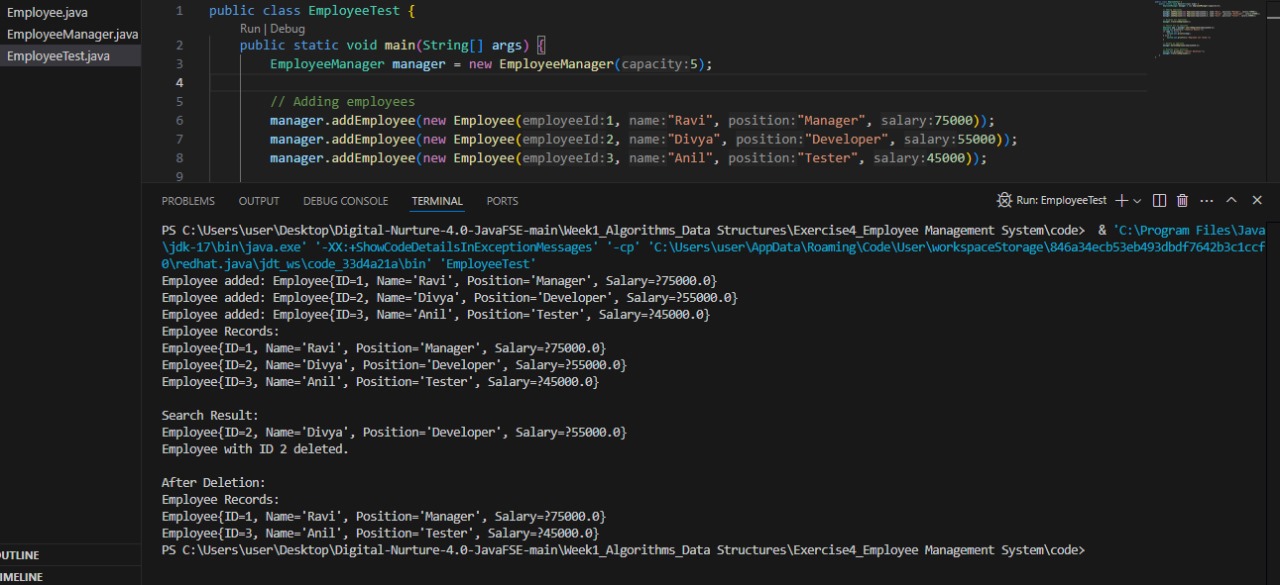 Employee.java
EmployeeManager.java
EmployeeTest.java
1 public class EmployeeTest {
Run | Debug
2 public static void main(String[] args) {
3 EmployeeManager manager = new EmployeeManager(capacity:5);
4
5 // Adding employees
6 manager.addEmployee(new Employee(employeeId:1, name:"Ravi", position:"Manager", salary:75000));
7 manager.addEmployee(new Employee(employeeId:2, name:"Divya", position:"Developer", salary:55000));
8 manager.addEmployee(new Employee(employeeId:3, name:"Anil", position:"Tester", salary:45000));
9
PROBLEMS OUTPUT DEBUG CONSOLE TERMINAL PORTS Run: EmployeeTest
PS C:\Users\user\Desktop\Digital-Nurture-4.0-JavaFSE-main\Week1_Algorithms_Data Structures\Exercise4_Employee Management System\code> & 'C:\Program Files\Java
\jdk-17\bin\java.exe' '-XX:+ShowCodeDetailsInExceptionMessages' '-cp' 'C:\Users\user\AppData\Roaming\Code\User\workspaceStorage\846a34ecb53eb493dbdf7642b3c1ccf
0\redhat.java\jdt_ws\code_33d4a21a\bin' 'EmployeeTest'
Employee added: Employee{ID=1, Name='Ravi', Position='Manager', Salary=?75000.0}
Employee added: Employee{ID=2, Name='Divya', Position='Developer', Salary=?55000.0}
Employee added: Employee{ID=3, Name='Anil', Position='Tester', Salary=?45000.0}
Employee Records:
Employee{ID=1, Name='Ravi', Position='Manager', Salary=?75000.0}
Employee{ID=2, Name='Divya', Position='Developer', Salary=?55000.0}
Employee{ID=3, Name='Anil', Position='Tester', Salary=?45000.0}
Search Result:
Employee{ID=2, Name='Divya', Position='Developer', Salary=?55000.0}
Employee with ID 2 deleted.
After Deletion:
Employee Records:
Employee{ID=1, Name='Ravi', Position='Manager', Salary=?75000.0}
Employee{ID=3, Name='Anil', Position='Tester', Salary=?45000.0}
PS C:\Users\user\Desktop\Digital-Nurture-4.0-JavaFSE-main\Week1_Algorithms_Data Structures\Exercise4_Employee Management System\code>
UTLINE
IMELINE